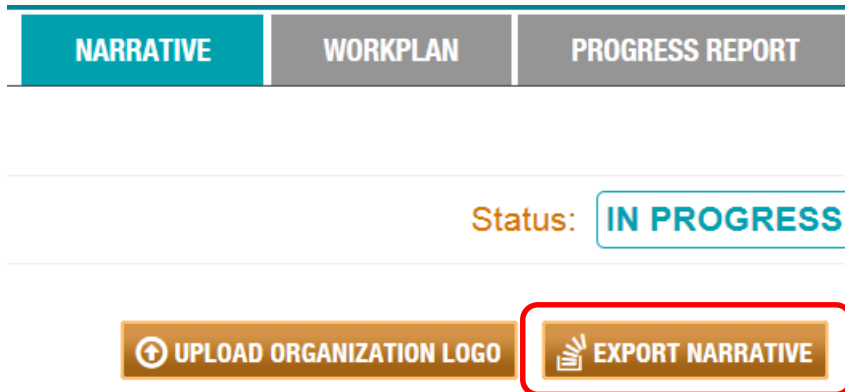 NARRATIVE WORKPLAN PROGRESS REPORT
Status: IN PROGRESS
UPLOAD ORGANIZATION LOGO EXPORT NARRATIVE